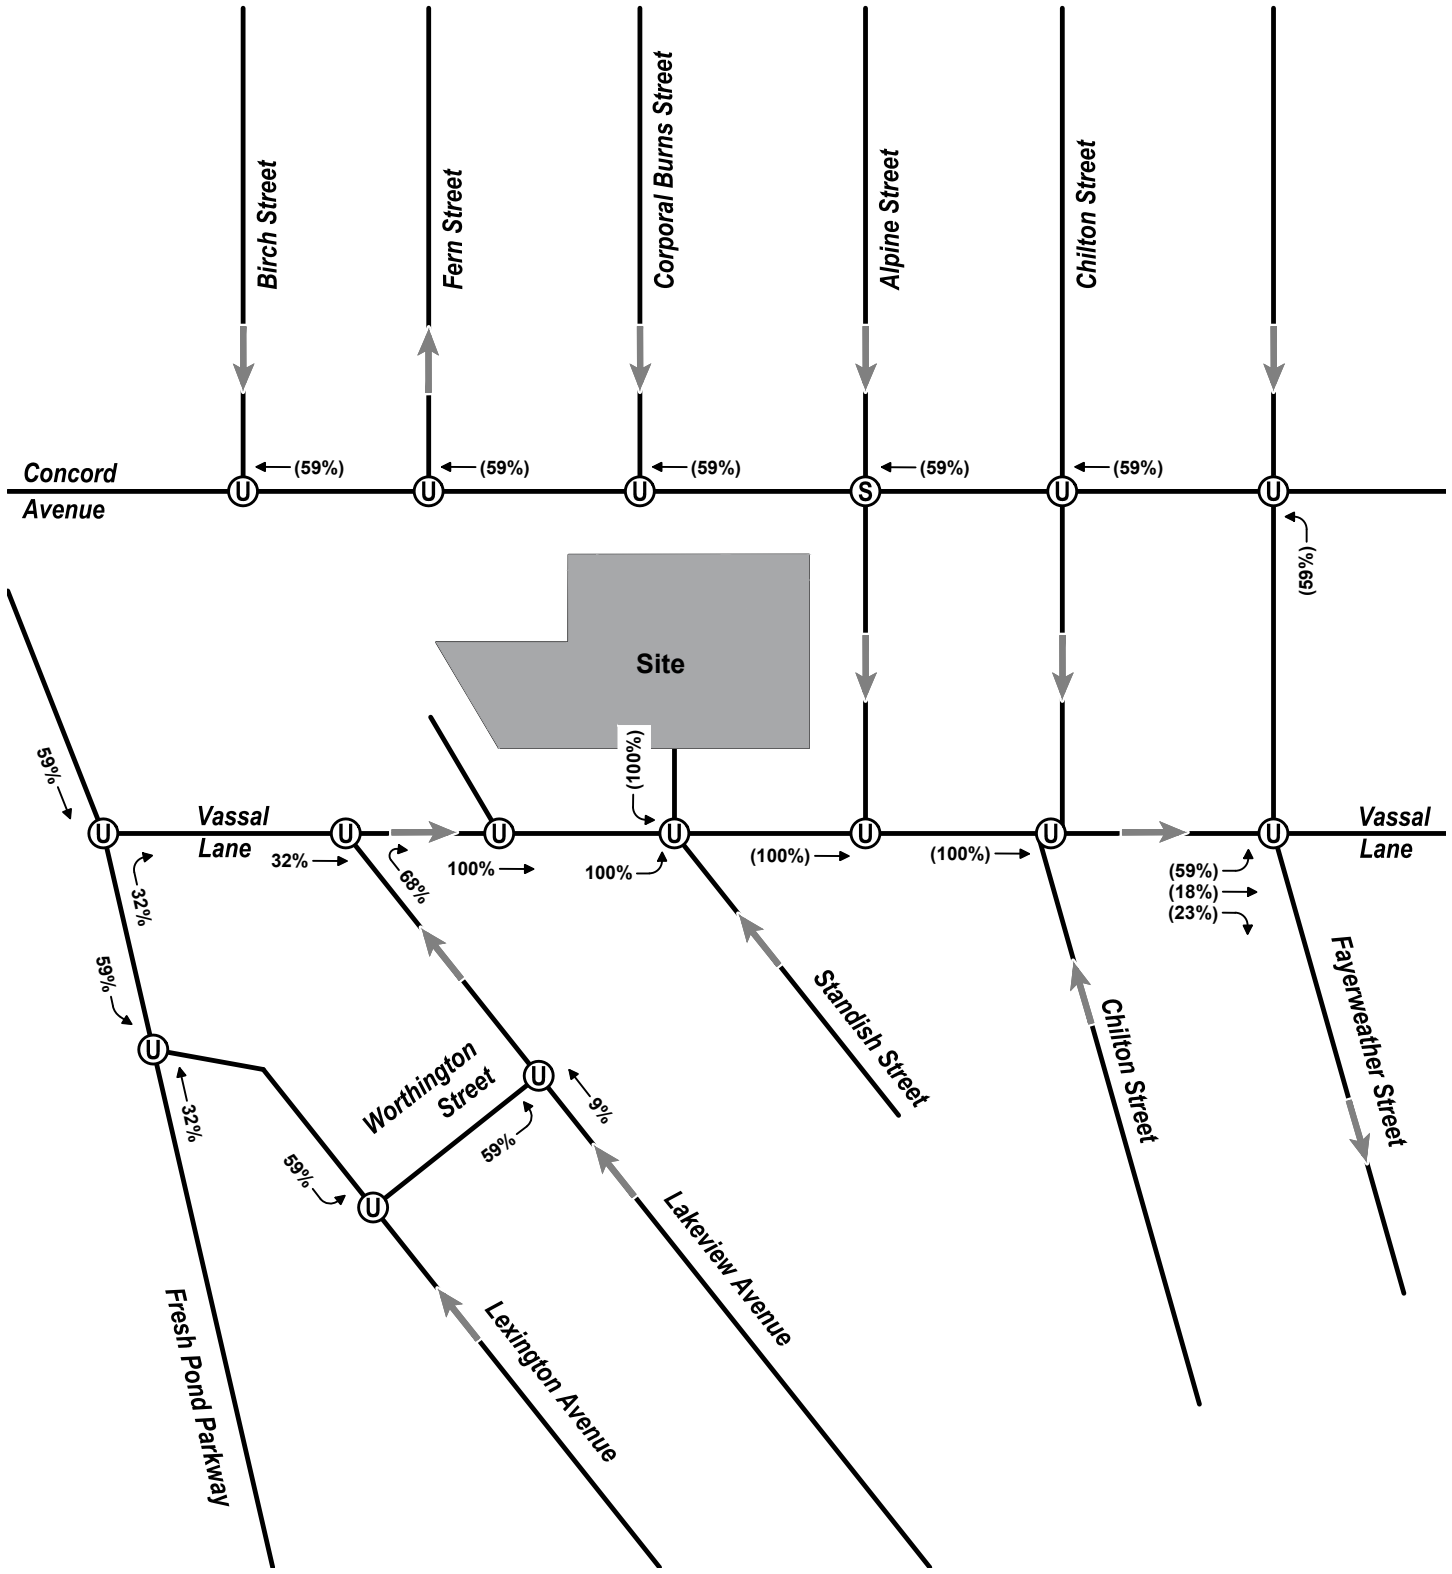 Birch Street
Fern Street
Corporal Burns Street
Alpine Street
Chilton Street
Concord
Avenue
(59%)
(59%)
(59%)
(59%)
(59%)
U
U
U
S
U
U
(59%)
Site
(100%)
59%
Vassal
Lane
Vassal
Lane
U
U
U
U
U
U
U
32%
32%
68%
100%
100%
(100%)
(100%)
(59%)
(18%)
(23%)
59%
U
32%
Worthington
Street
U
9%
59%
59%
U
Standish Street
Chilton Street
Fayerweather Street
Lakeview Avenue
Lexington Avenue
Fresh Pond Parkway